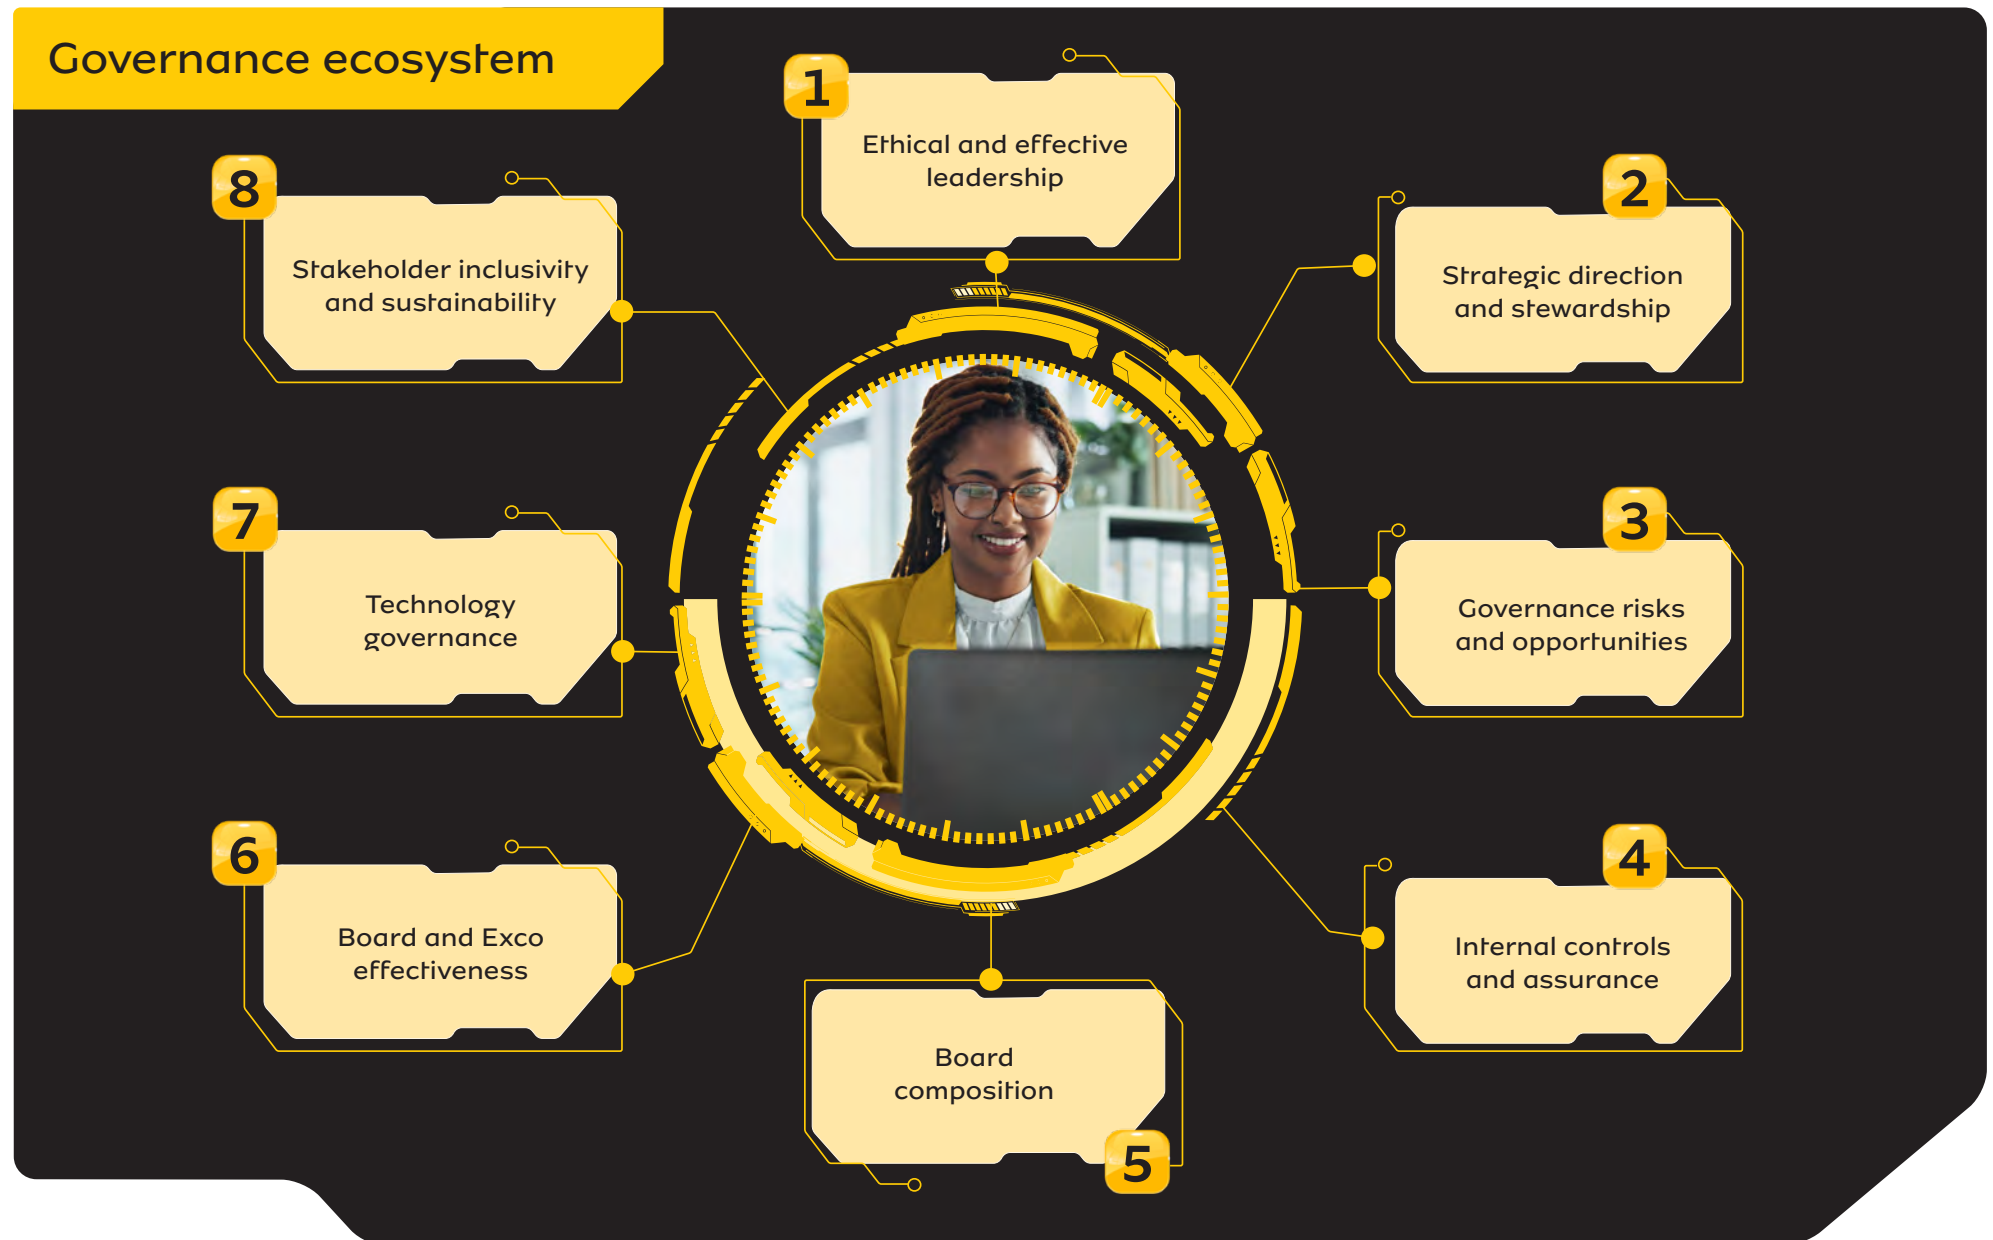 Governance ecosystem
1
Ethical and effective
leadership
2
Strategic direction
and stewardship
3
Governance risks
and opportunities
4
Internal controls
and assurance
5
Board
composition
6
Board and Exco
effectiveness
7
Technology
governance
8
Stakeholder inclusivity
and sustainability